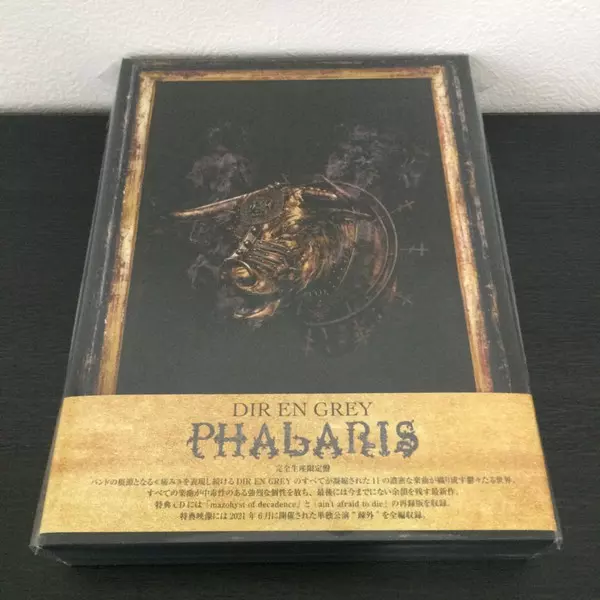 DIR EN GREY
PHALARIS
完全生産限定盤
バンドの根源となる<痛み>を表現し続けるDIR EN GREYのすべてが凝縮された11の濃密な楽曲が織り成す鬱々たる世界。
すべての楽曲が中毒性のある強烈な個性を放ち、最後には今までにない余韻を残す最新作。
特典CDには「mazohyst of decadence」と「ain't afraid to die」の再録版を収録。
特典映像には2021年6月に開催された単独公演“疎外”を全編収録。